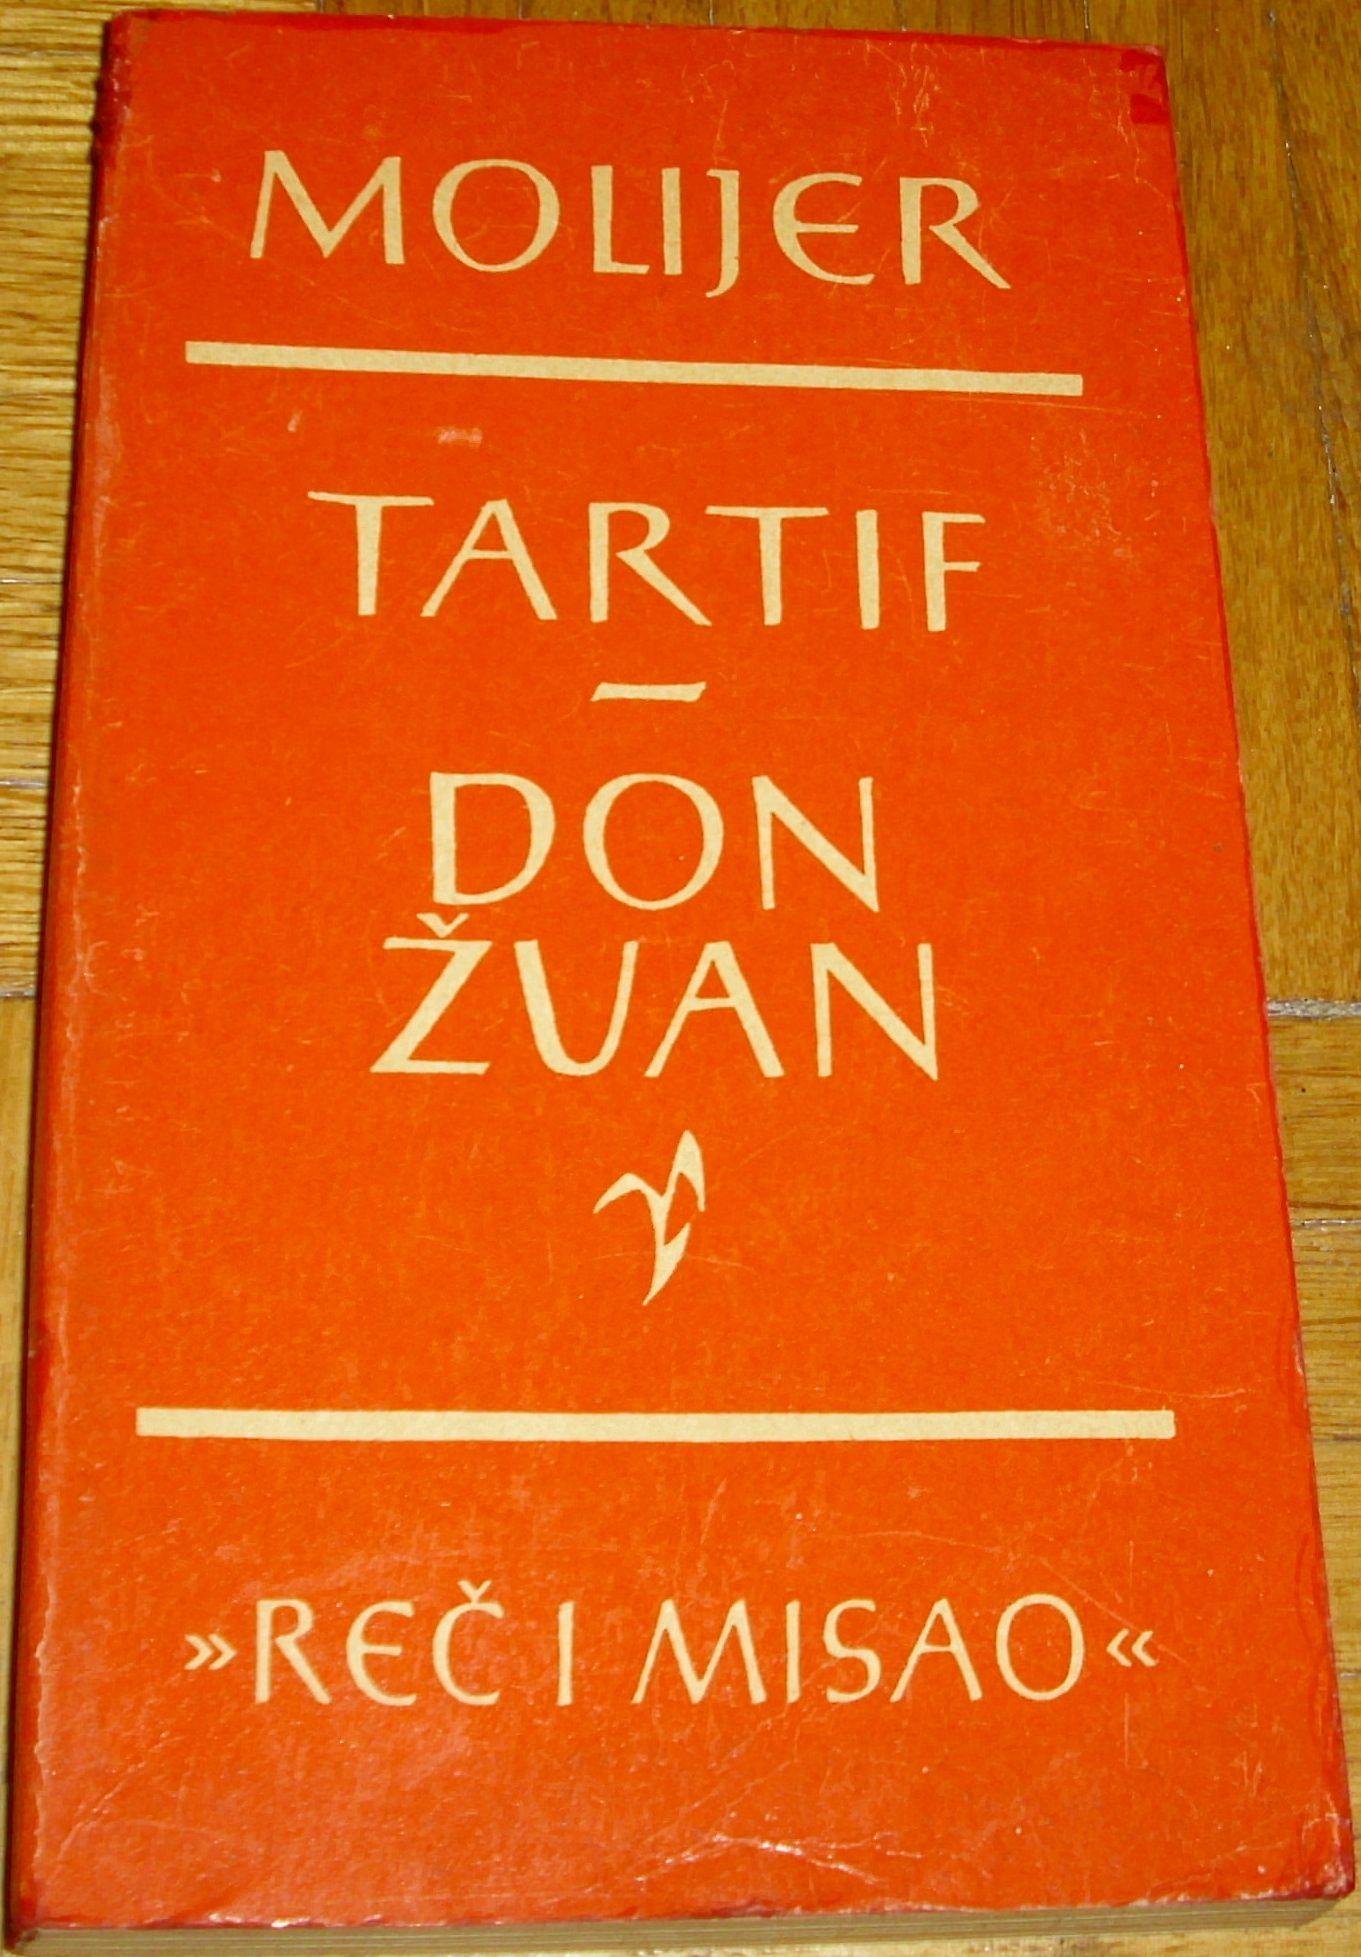 MOLIJER
TARTIF
–
DON
ŽUAN
»REČ I MISAO«